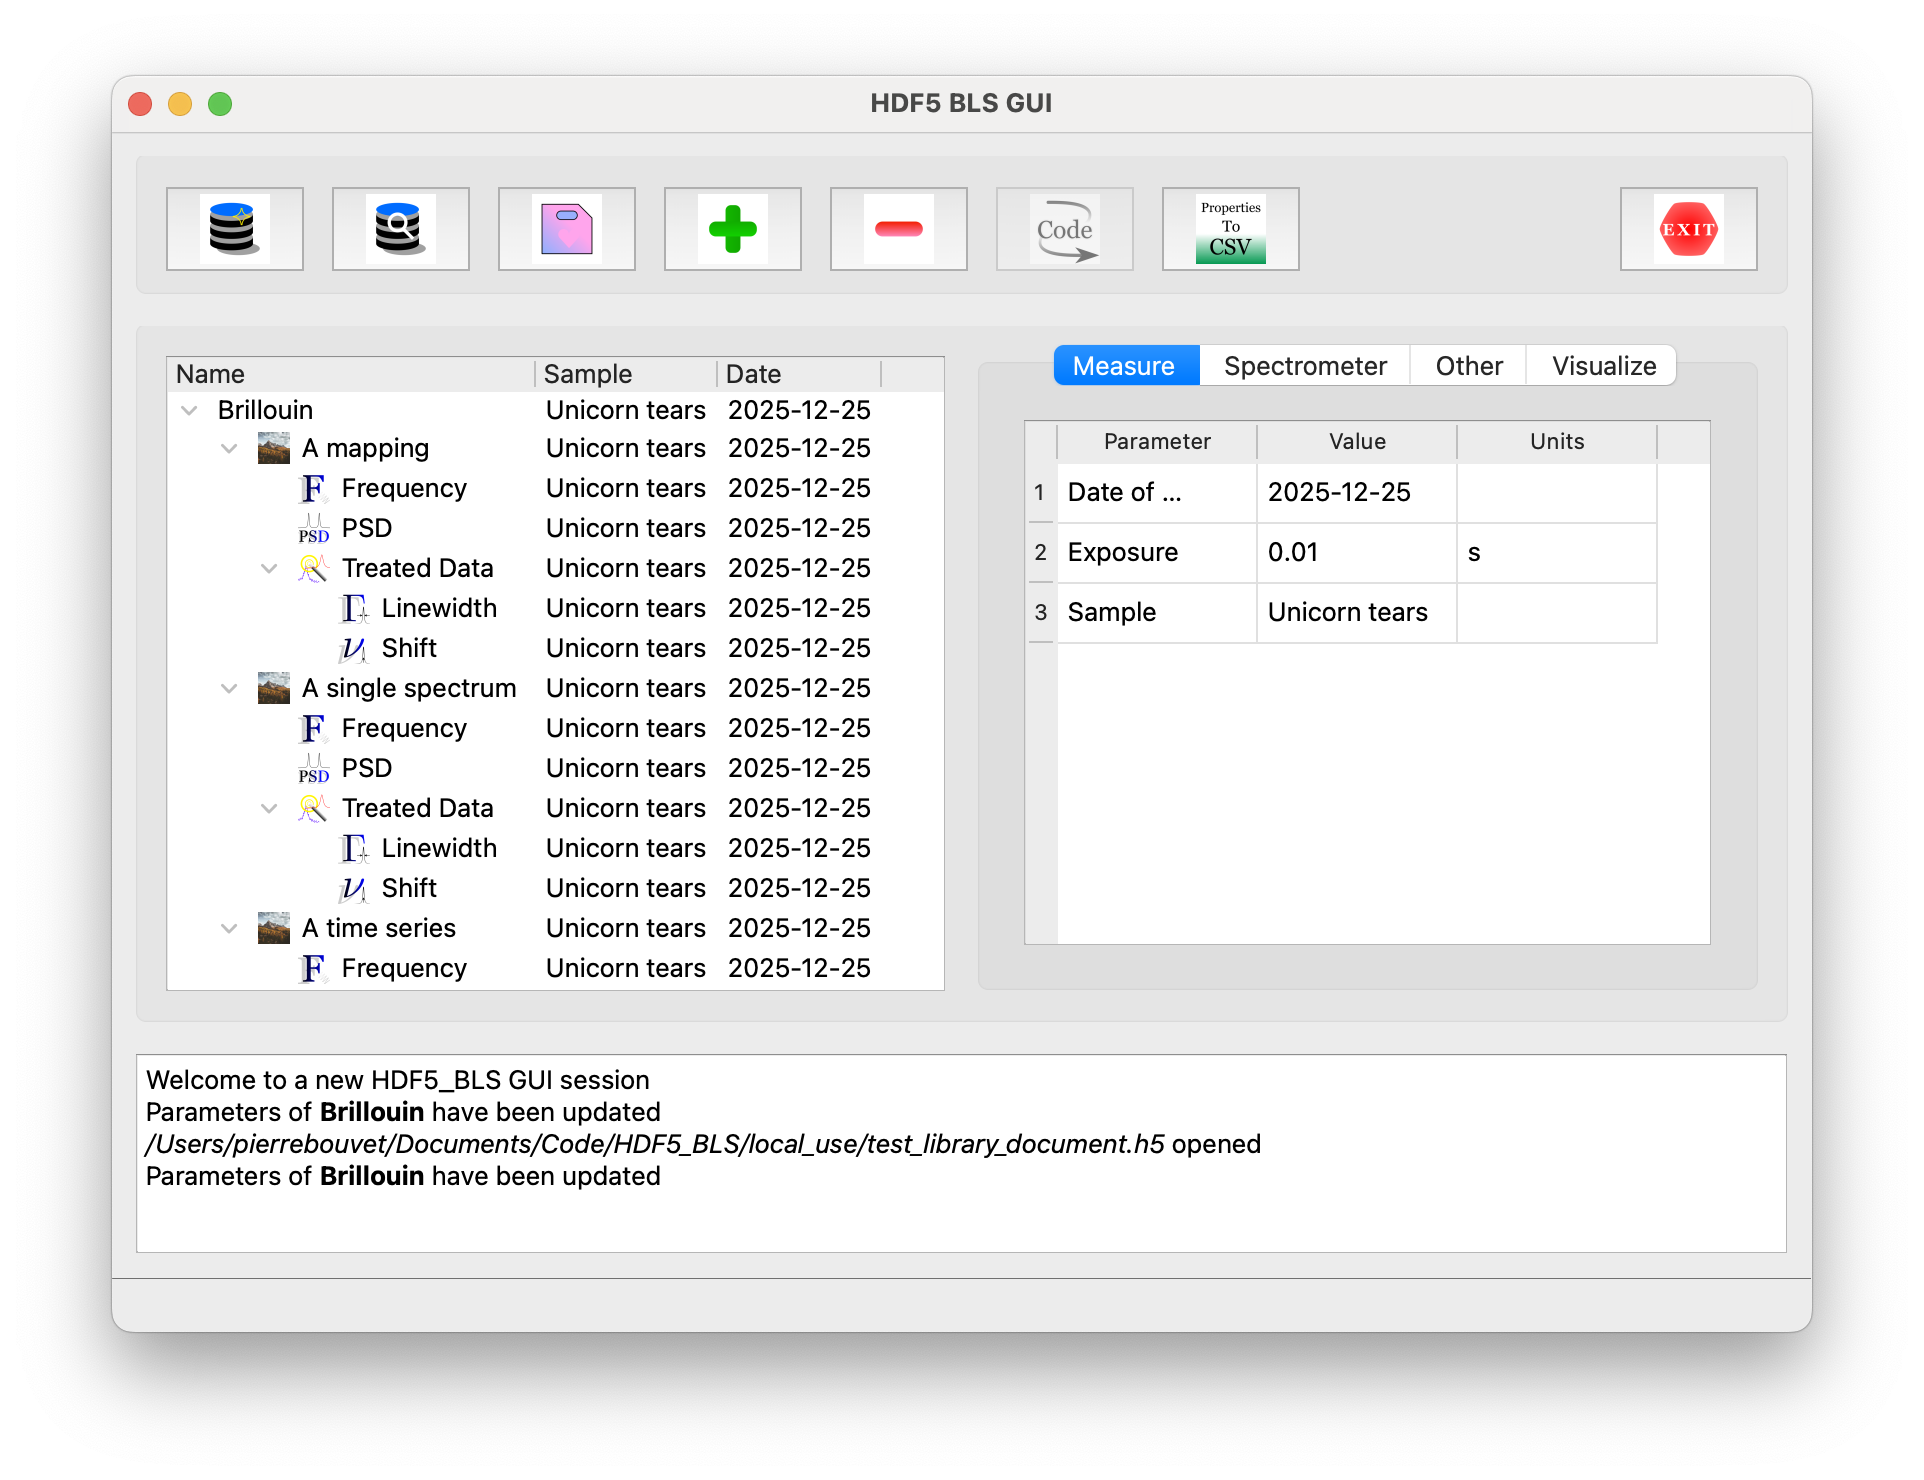 HDF5 BLS GUI
Code
Properties
To
CSV
EXIT
Name Sample Date
Brillouin Unicorn tears 2025-12-25
A mapping Unicorn tears 2025-12-25
F Frequency Unicorn tears 2025-12-25
PSD PSD Unicorn tears 2025-12-25
Treated Data Unicorn tears 2025-12-25
Γ Linewidth Unicorn tears 2025-12-25
ν Shift Unicorn tears 2025-12-25
A single spectrum Unicorn tears 2025-12-25
F Frequency Unicorn tears 2025-12-25
PSD PSD Unicorn tears 2025-12-25
Treated Data Unicorn tears 2025-12-25
Γ Linewidth Unicorn tears 2025-12-25
ν Shift Unicorn tears 2025-12-25
A time series Unicorn tears 2025-12-25
F Frequency Unicorn tears 2025-12-25
Measure Spectrometer Other Visualize
Parameter Value Units
1 Date of ... 2025-12-25
2 Exposure 0.01 s
3 Sample Unicorn tears
Welcome to a new HDF5_BLS GUI session
Parameters of Brillouin have been updated
/Users/pierrebouvet/Documents/Code/HDF5_BLS/local_use/test_library_document.h5 opened
Parameters of Brillouin have been updated